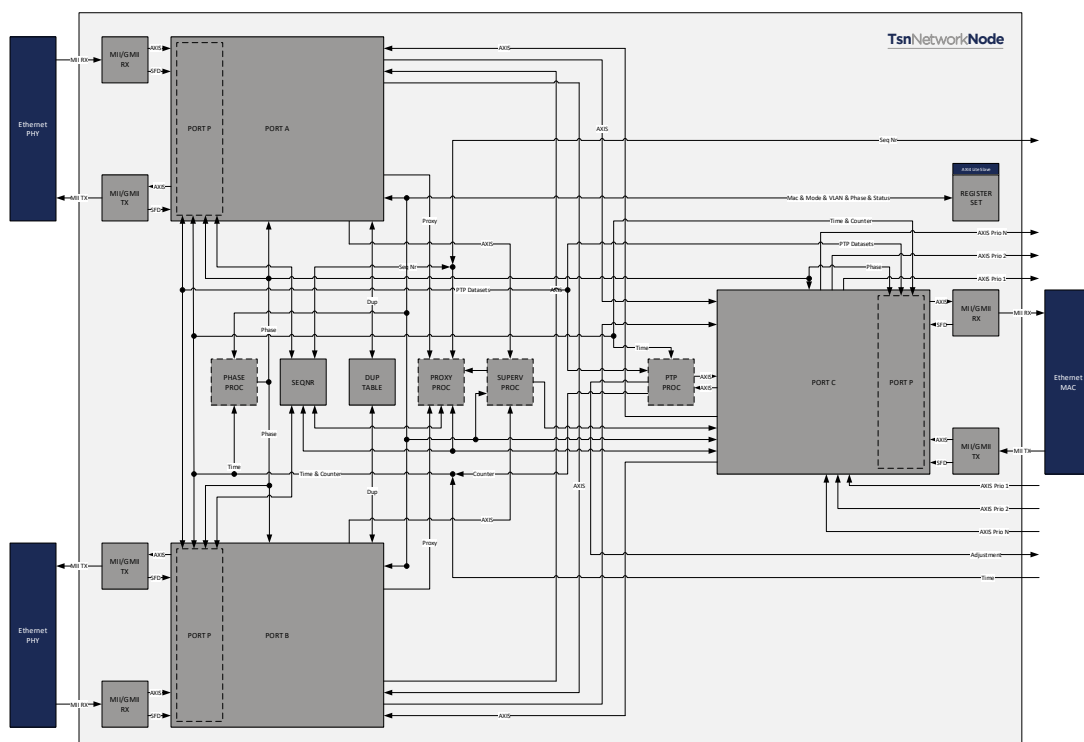 TsnNetworkNode
Ethernet
PHY
MII RX
MII/GMII
RX
AXIS
SFD
PORT P
PORT A
AXIS
AXIS
Seq Nr
MII TX
MII/GMII
TX
AXIS
SFD
Mac & Mode & VLAN & Phase & Status
REGISTER
SET
Proxy
Time & Counter
AXIS Prio N
AXIS
PTP Datasets
AXIS Prio 2
Seq Nr
Phase
AXIS Prio 1
PTP Datasets
AXIS
Dup
AXIS
SFD
MII/GMII
RX
MII RX
Phase
Time
PHASE
PROC
SEQNR
DUP
TABLE
PROXY
PROC
SUPERV
PROC
PTP
PROC
AXIS
AXIS
PORT C
PORT P
Ethernet
MAC
Phase
AXIS
SFD
MII/GMII
TX
MII TX
Time
Time & Counter
Counter
AXIS
AXIS Prio 1
Dup
AXIS Prio 2
AXIS
AXIS Prio N
Proxy
Adjustment
Time
Ethernet
PHY
MII TX
MII/GMII
TX
AXIS
SFD
PORT P
PORT B
MII RX
MII/GMII
RX
AXIS
SFD
AXIS